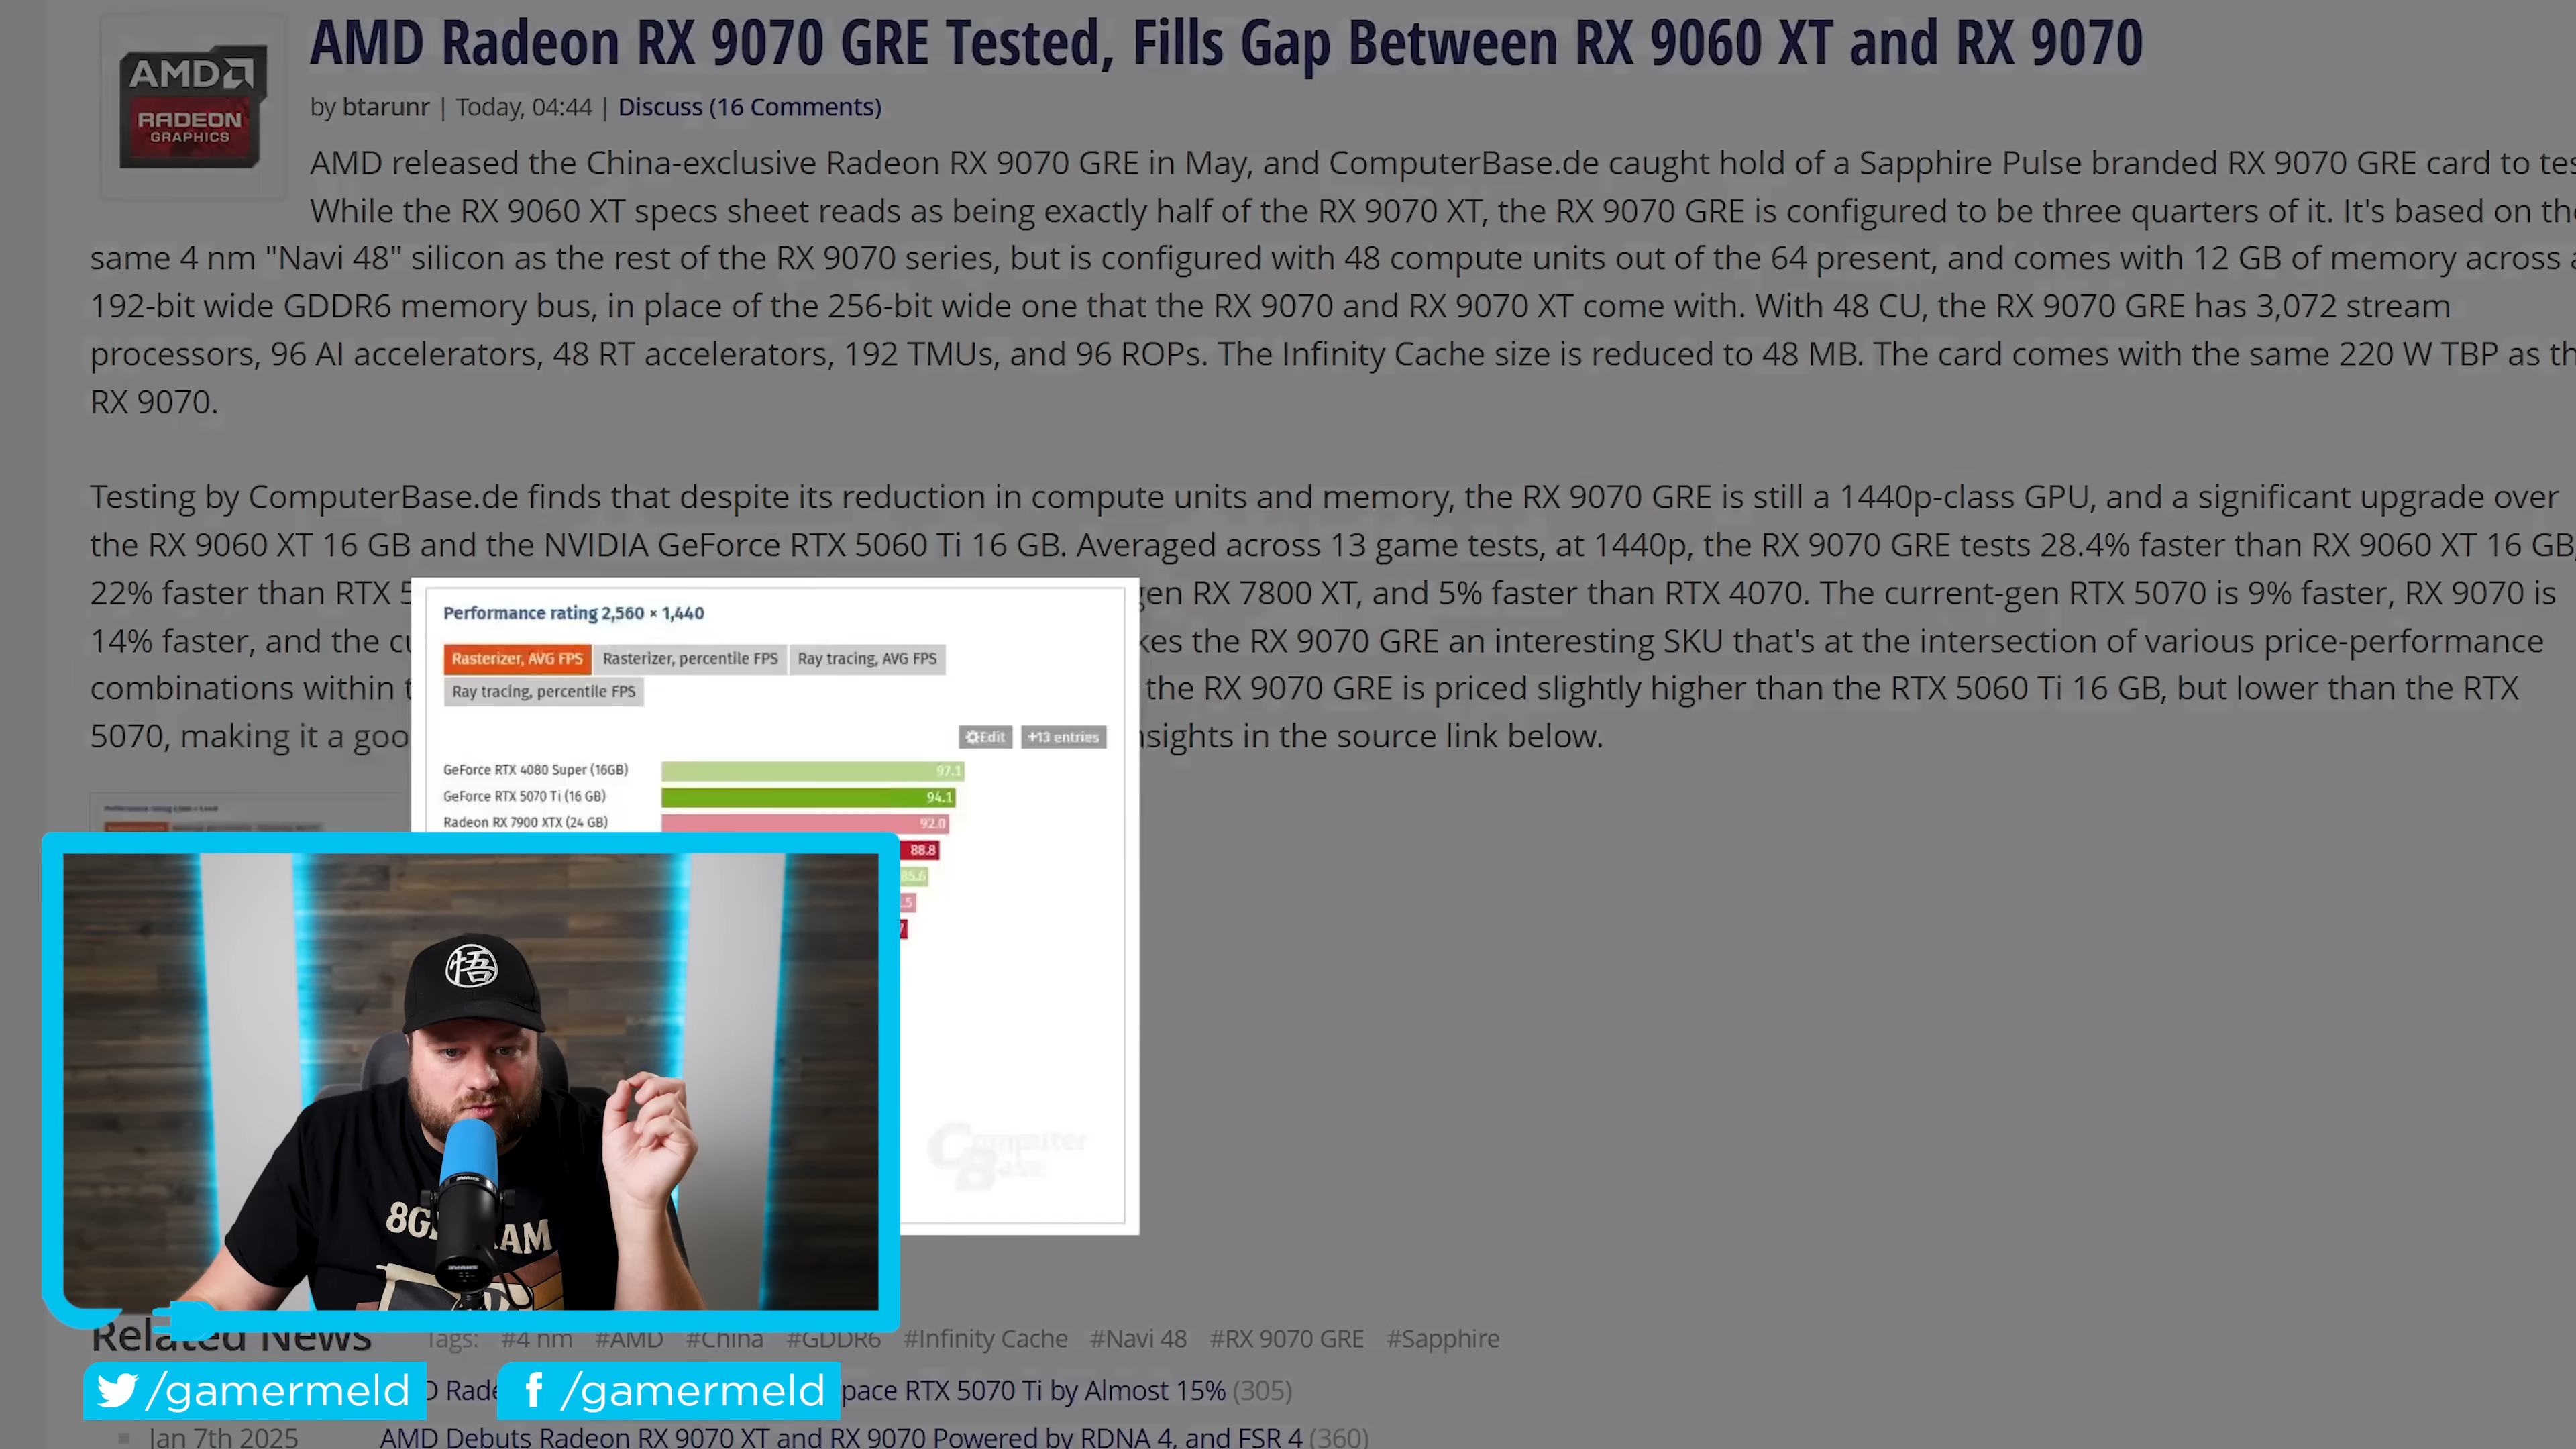 AMD Radeon RX 9070 GRE Tested, Fills Gap Between RX 9060 XT and RX 9070
AMD
RADEON
GRAPHICS
by btarunr | Today, 04:44 | Discuss (16 Comments)
AMD released the China-exclusive Radeon RX 9070 GRE in May, and ComputerBase.de caught hold of a Sapphire Pulse branded RX 9070 GRE card to
While the RX 9060 XT specs sheet reads as being exactly half of the RX 9070 XT, the RX 9070 GRE is configured to be three quarters of it. It's based on
same 4 nm "Navi 48" silicon as the rest of the RX 9070 series, but is configured with 48 compute units out of the 64 present, and comes with 12 GB of memory across
192-bit wide GDDR6 memory bus, in place of the 256-bit wide one that the RX 9070 and RX 9070 XT come with. With 48 CU, the RX 9070 GRE has 3,072 stream
processors, 96 AI accelerators, 48 RT accelerators, 192 TMUs, and 96 ROPs. The Infinity Cache size is reduced to 48 MB. The card comes with the same 220 W TBP as
RX 9070.
Testing by ComputerBase.de finds that despite its reduction in compute units and memory, the RX 9070 GRE is still a 1440p-class GPU, and a significant upgrade over
the RX 9060 XT 16 GB and the NVIDIA GeForce RTX 5060 Ti 16 GB. Averaged across 13 game tests, at 1440p, the RX 9070 GRE tests 28.4% faster than RX 9060 XT 16 GB,
22% faster than RTX RX 7800 XT, and 5% faster than RTX 4070. The current-gen RTX 5070 is 9% faster, RX 9070 is
14% faster, and the the RX 9070 GRE an interesting SKU that's at the intersection of various price-performance
combinations within the RX 9070 GRE is priced slightly higher than the RTX 5060 Ti 16 GB, but lower than the RTX
5070, making it a in the source link below.
Performance rating 2,560 × 1,440
Rasterizer, AVG FPS Rasterizer, percentile FPS Ray tracing, AVG FPS
Ray tracing, percentile FPS
Edit +13 entries
GeForce RTX 4080 Super (16GB) 97.1
GeForce RTX 5070 Ti (16 GB) 94.1
Radeon RX 7900 XTX (24 GB) 92.0
88.8
85.6
悟
Computer
Base
Related News
Tags: #4 nm #AMD #China #GDDR6 #Infinity Cache #Navi 48 #RX 9070 GRE #Sapphire
/gamermeld
/gamermeld
RTX 5070 Ti by Almost 15% (305)
Jan 7th 2025 AMD Debuts Radeon RX 9070 XT and RX 9070 Powered by RDNA 4, and FSR 4 (360)